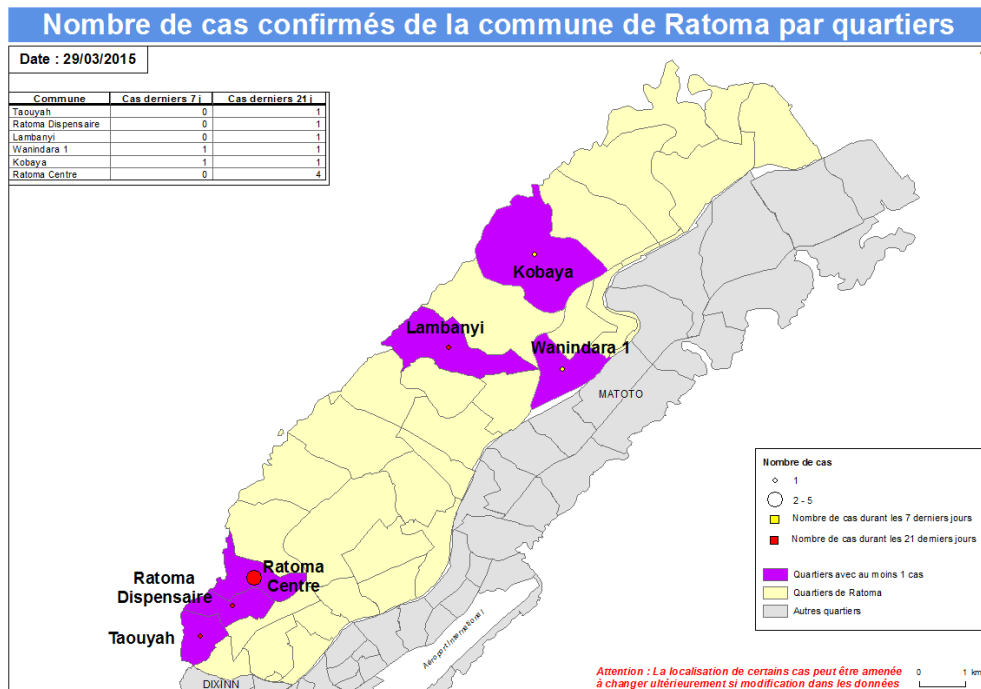 Nombre de cas confirmés de la commune de Ratoma par quartiers
Date : 29/03/2015
Commune Cas derniers 7 j Cas derniers 21 j
Taouyah 0 1
Ratoma Dispensaire 0 1
Lambanyi 0 1
Wanindara 1 1 1
Kobaya 1 1
Ratoma Centre 0 4
Kobaya
Lambanyi
Wanindara 1
MATOTO
Ratoma
Centre
Ratoma
Dispensaire
Taouyah
Aéroport International
DIXINN
Nombre de cas
1
2 - 5
Nombre de cas durant les 7 derniers jours
Nombre de cas durant les 21 derniers jours
Quartiers avec au moins 1 cas
Quartiers de Ratoma
Autres quartiers
Attention : La localisation de certains cas peut être amenée
à changer ultérieurement si modification dans les données
0 1 km